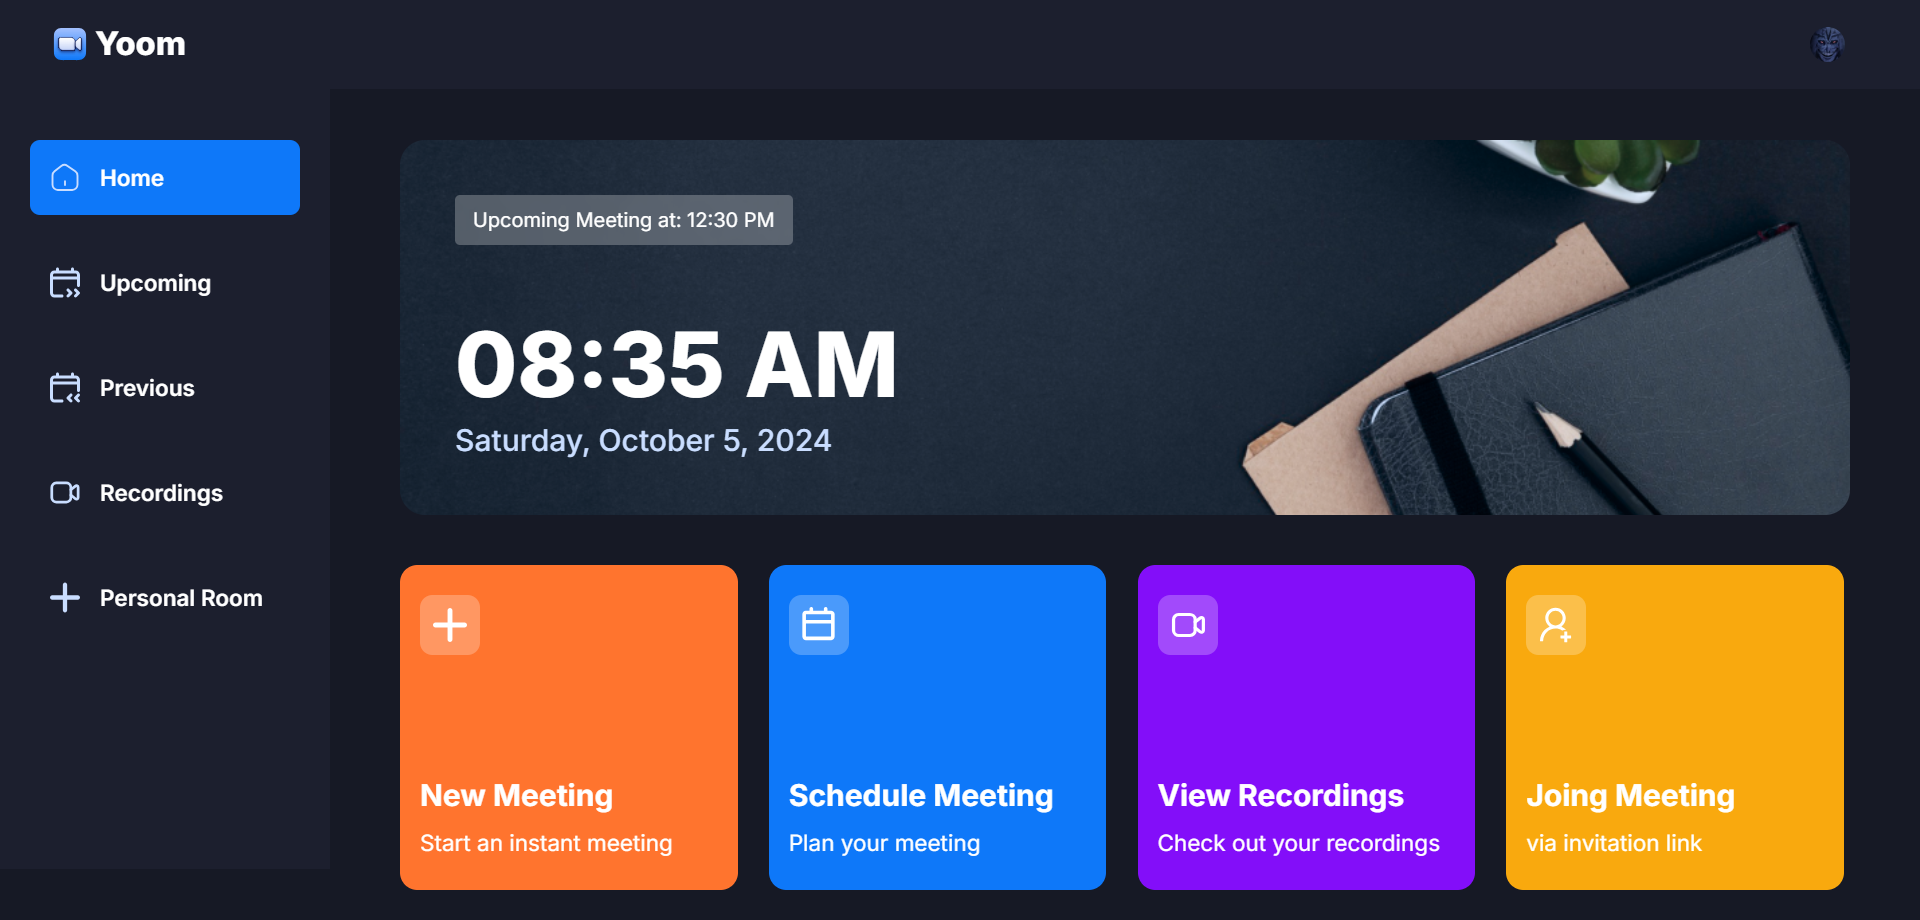 Yoom
Home
Upcoming
Previous
Recordings
Personal Room
Upcoming Meeting at: 12:30 PM
08:35 AM
Saturday, October 5, 2024
New Meeting
Start an instant meeting
Schedule Meeting
Plan your meeting
View Recordings
Check out your recordings
Joing Meeting
via invitation link